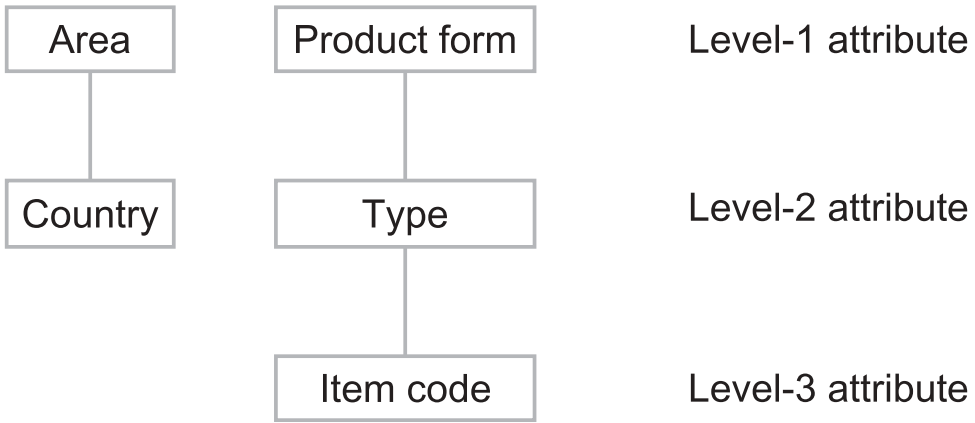 Area
Product form
Level-1 attribute
Country
Type
Level-2 attribute
Item code
Level-3 attribute